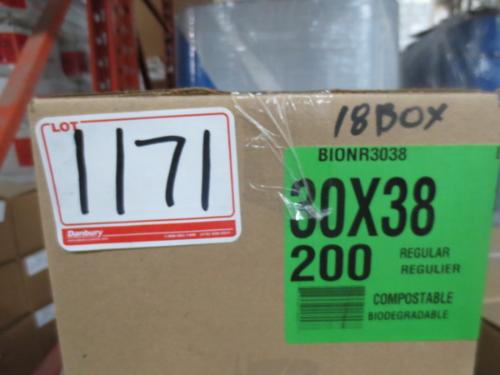 LOT
1171
Danbury
18 BOX
BIONR3038
30X38
200
REGULAR
REGULIER
COMPOSTABLE
BIODEGRADABLE